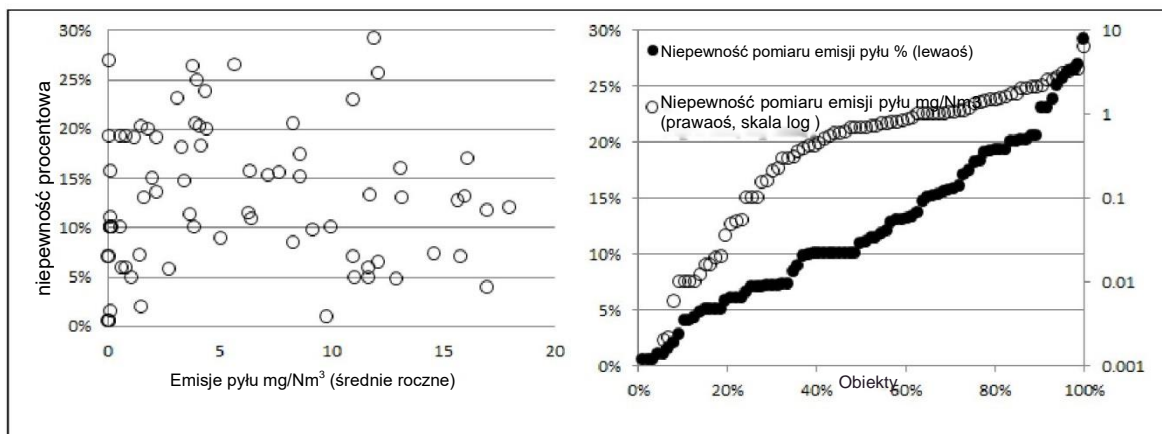 30%
25%
20%
15%
10%
5%
0%
niepewność procentowa
0 5 10 15 20
Emisje pyłu mg/Nm³ (średnie roczne)
30%
25%
20%
15%
10%
5%
0%
Niepewność pomiaru emisji pyłu % (lewaoś)
Niepewność pomiaru emisji pyłu mg/Nm3
(prawaoś, skala log )
10
1
0.1
0.01
0.001
0% 20% 40% 60% 80% 100%
Obiekty